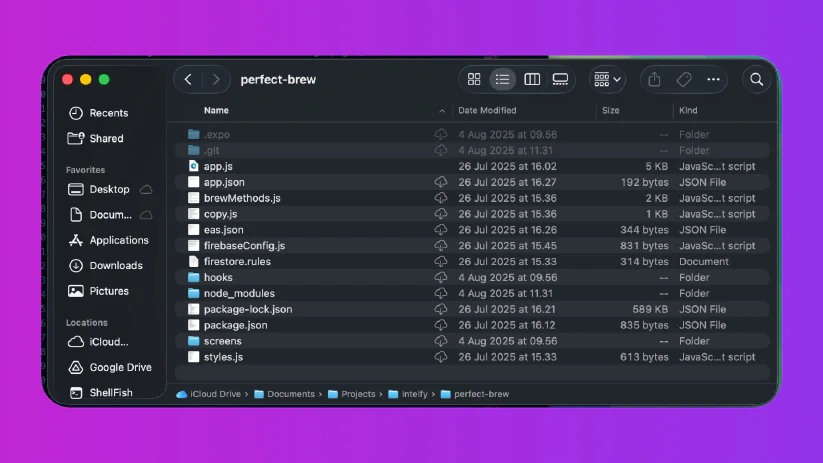 perfect-brew
Recents
Shared
Favorites
Desktop
Docum...
Applications
Downloads
Pictures
Locations
iCloud...
Google Drive
ShellFish
Name Date Modified Size Kind
.expo 4 Aug 2025 at 09.56 -- Folder
.git 4 Aug 2025 at 11.31 -- Folder
app.js 26 Jul 2025 at 16.02 5 KB JavaSc...t script
app.json 26 Jul 2025 at 16.27 192 bytes JSON File
brewMethods.js 26 Jul 2025 at 15.36 2 KB JavaSc...t script
copy.js 26 Jul 2025 at 15.36 1 KB JavaSc...t script
eas.json 26 Jul 2025 at 16.26 344 bytes JSON File
firebaseConfig.js 26 Jul 2025 at 15.45 831 bytes JavaSc...t script
firestore.rules 26 Jul 2025 at 15.33 314 bytes Document
hooks 4 Aug 2025 at 09.56 -- Folder
node_modules 4 Aug 2025 at 11.31 -- Folder
package-lock.json 26 Jul 2025 at 16.21 589 KB JSON File
package.json 26 Jul 2025 at 16.12 835 bytes JSON File
screens 4 Aug 2025 at 09.56 -- Folder
styles.js 26 Jul 2025 at 15.33 613 bytes JavaSc...t script
iCloud Drive › Documents › Projects › › perfect-brew